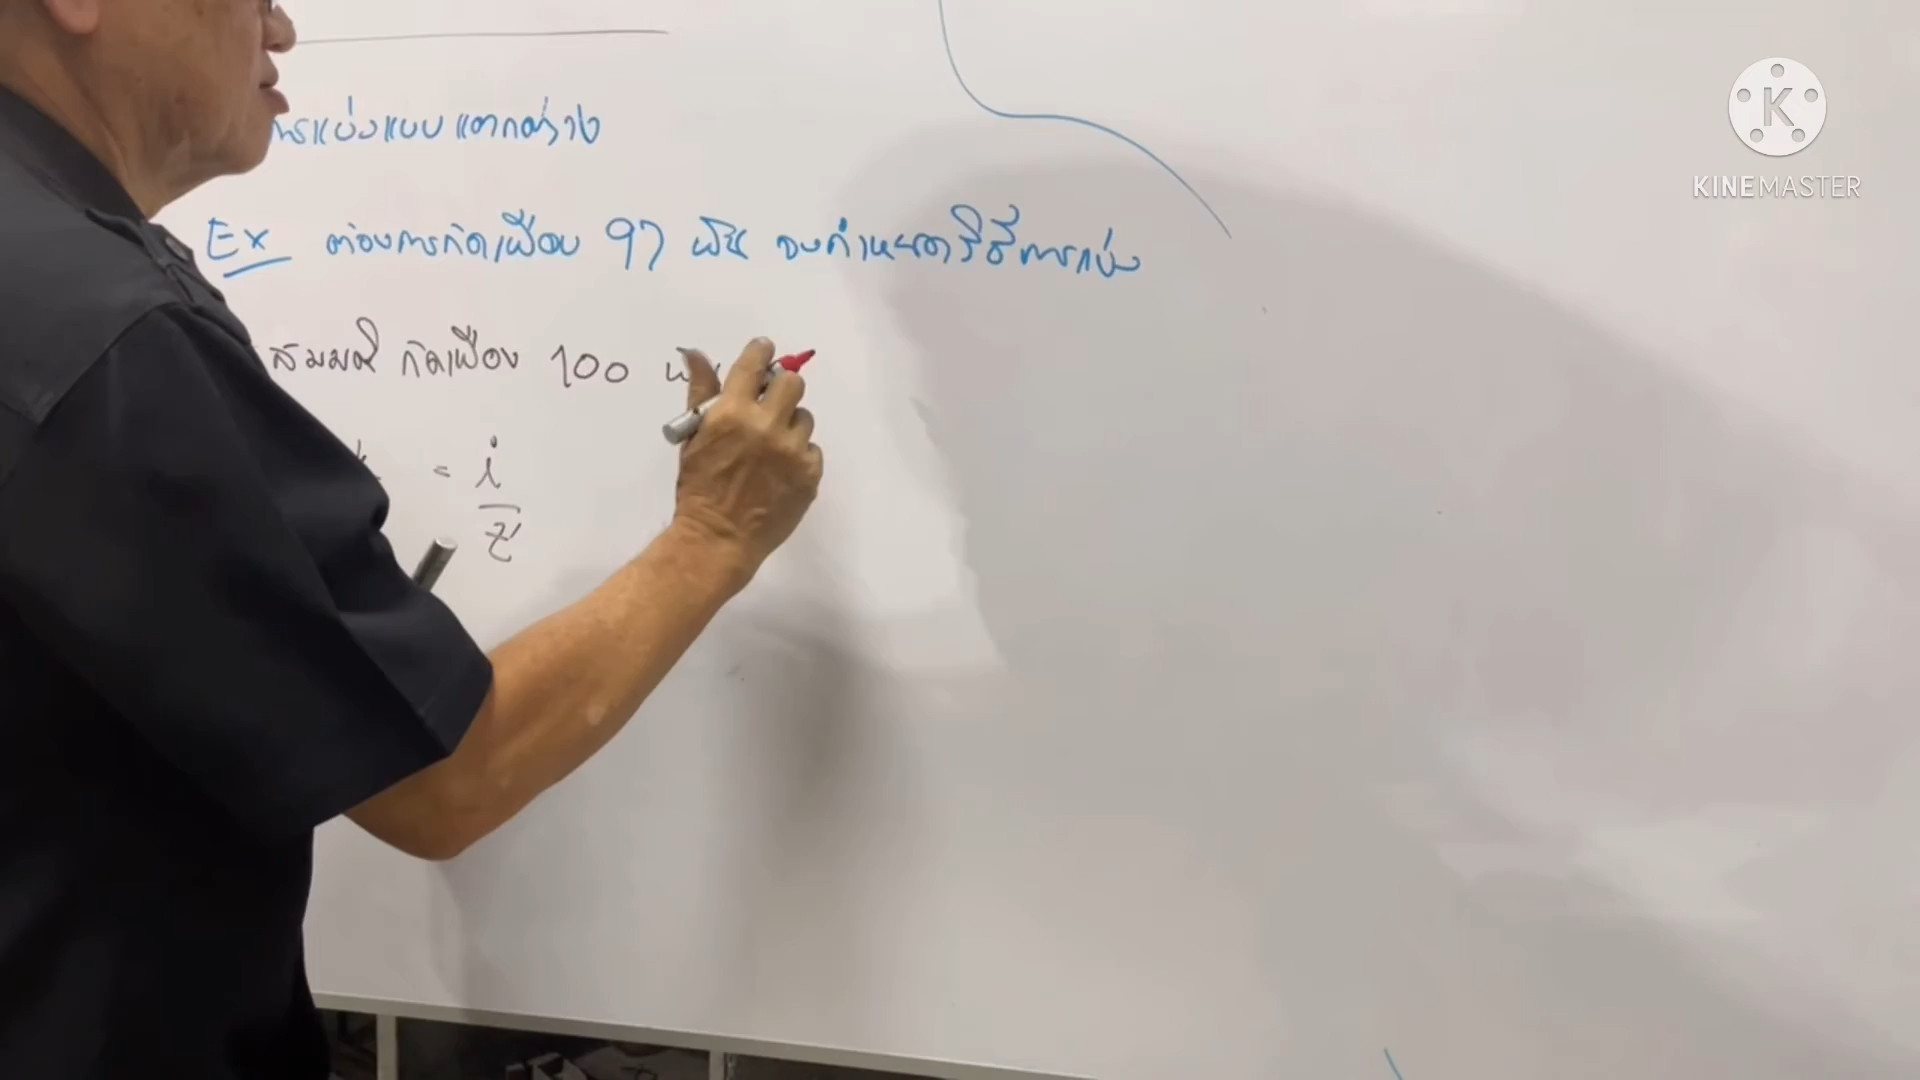 การแบ่งแบบแตกต่าง
Ex ต้องการกัดเฟือง 97 ฟัน จงกำหนดวิธีการแบ่ง
สมมติ กัดเฟือง 100
= i
z'
K
KINEMASTER